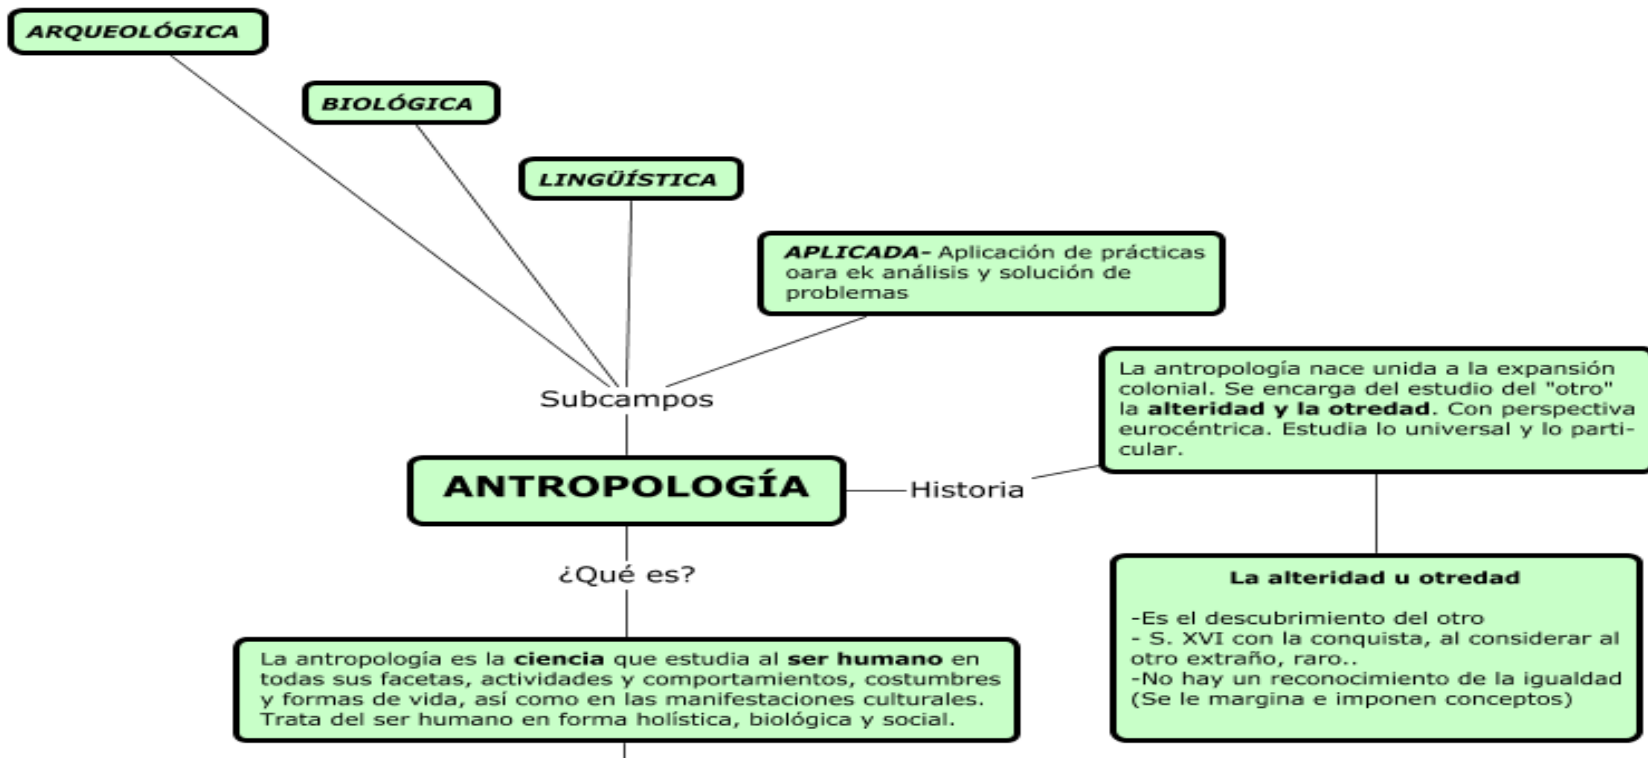 ARQUEOLÓGICA
BIOLÓGICA
LINGÜÍSTICA
APLICADA- Aplicación de prácticas
oara ek análisis y solución de
problemas
Subcampos
La antropología nace unida a la expansión
colonial. Se encarga del estudio del "otro"
la alteridad y la otredad. Con perspectiva
eurocéntrica. Estudia lo universal y lo parti-
cular.
ANTROPOLOGÍA
Historia
¿Qué es?
La alteridad u otredad
-Es el descubrimiento del otro
- S. XVI con la conquista, al considerar al
otro extraño, raro..
-No hay un reconocimiento de la igualdad
(Se le margina e imponen conceptos)
La antropología es la ciencia que estudia al ser humano en
todas sus facetas, actividades y comportamientos, costumbres
y formas de vida, así como en las manifestaciones culturales.
Trata del ser humano en forma holística, biológica y social.